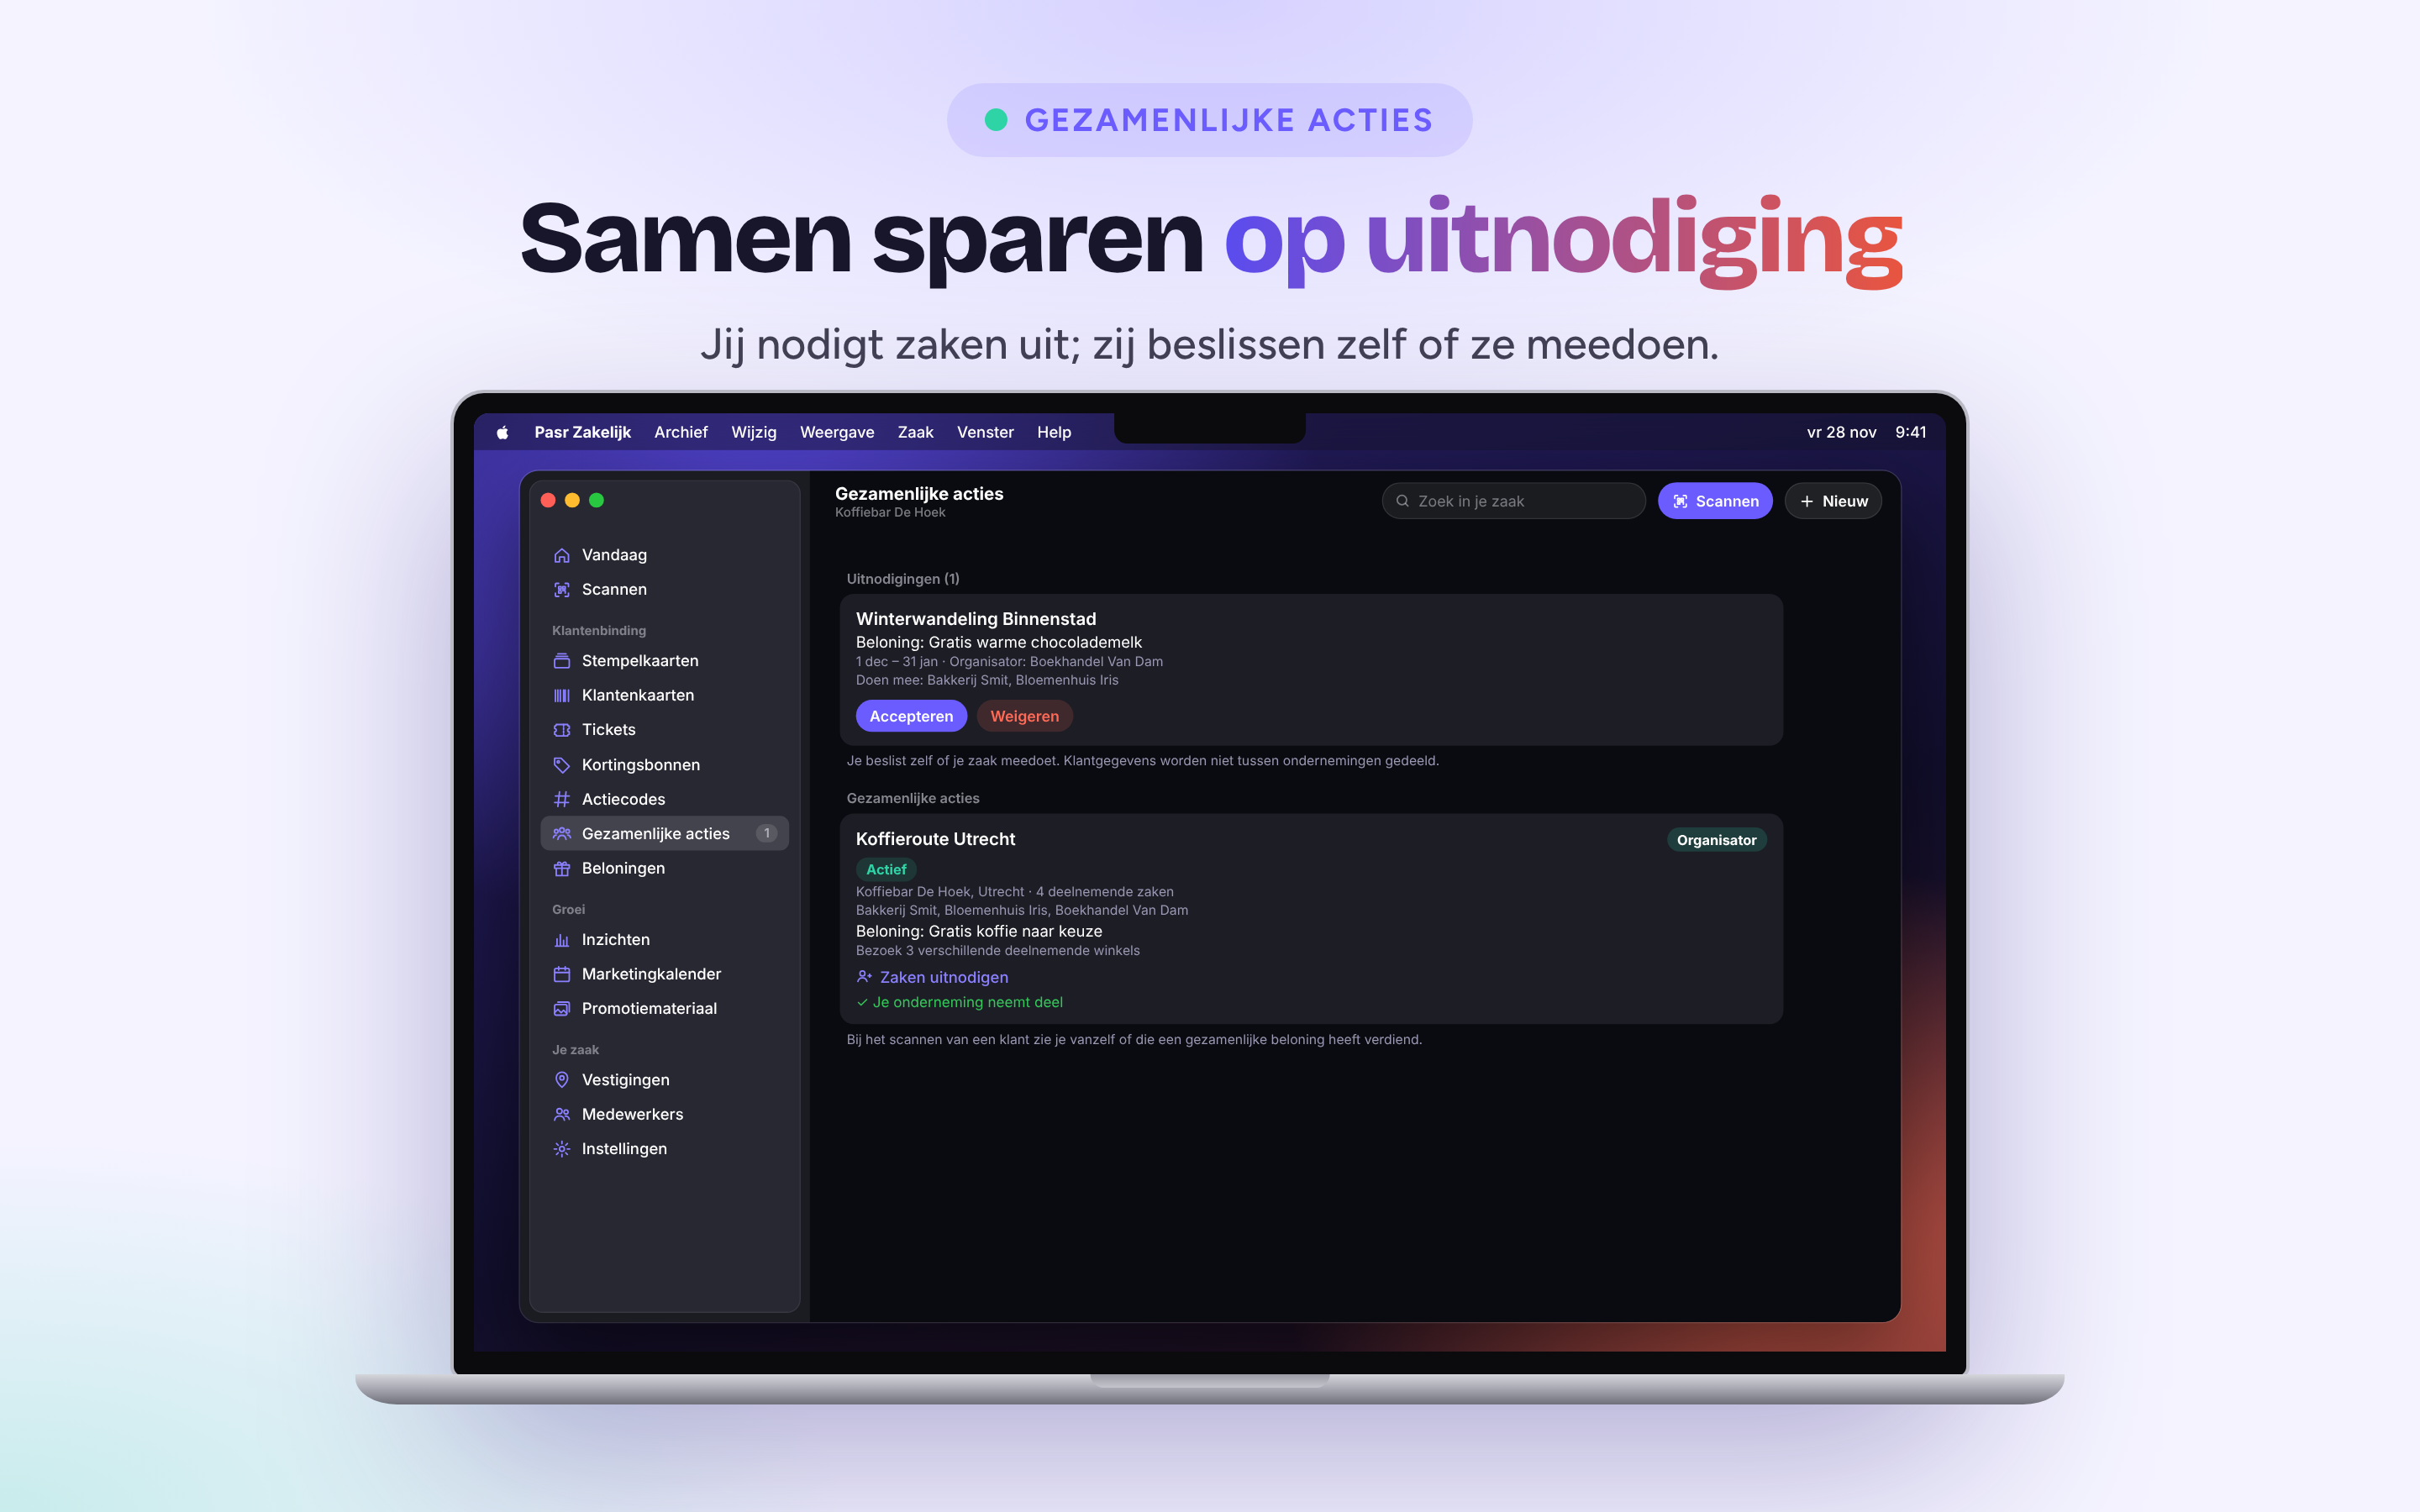 GEZAMENLIJKE ACTIES
Samen sparen op uitnodiging
Jij nodigt zaken uit; zij beslissen zelf of ze meedoen.
Pasr Zakelijk Archief Wijzig Weergave Zaak Venster Help
vr 28 nov 9:41
Vandaag
Scannen
Klantenbinding
Stempelkaarten
Klantenkaarten
Tickets
Kortingsbonnen
Actiecodes
Gezamenlijke acties 1
Beloningen
Groei
Inzichten
Marketingkalender
Promotiemateriaal
Je zaak
Vestigingen
Medewerkers
Instellingen
Gezamenlijke acties
Koffiebar De Hoek
Zoek in je zaak
Scannen
+ Nieuw
Uitnodigingen (1)
Winterwandeling Binnenstad
Beloning: Gratis warme chocolademelk
1 dec – 31 jan · Organisator: Boekhandel Van Dam
Doen mee: Bakkerij Smit, Bloemenhuis Iris
Accepteren Weigeren
Je beslist zelf of je zaak meedoet. Klantgegevens worden niet tussen ondernemingen gedeeld.
Gezamenlijke acties
Koffieroute Utrecht
Organisator
Actief
Koffiebar De Hoek, Utrecht · 4 deelnemende zaken
Bakkerij Smit, Bloemenhuis Iris, Boekhandel Van Dam
Beloning: Gratis koffie naar keuze
Bezoek 3 verschillende deelnemende winkels
Zaken uitnodigen
✓ Je onderneming neemt deel
Bij het scannen van een klant zie je vanzelf of die een gezamenlijke beloning heeft verdiend.